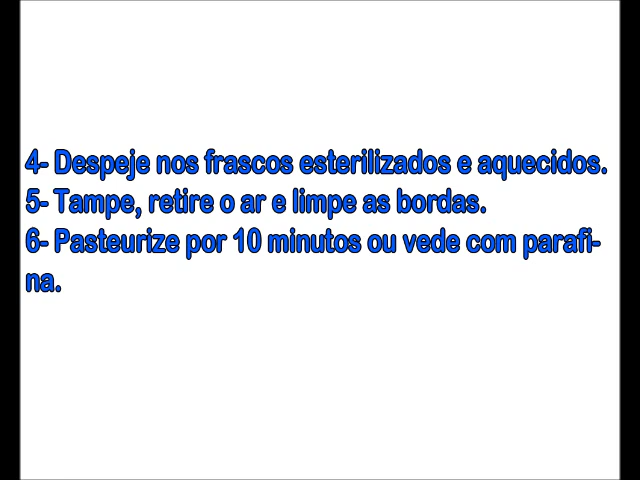 4- Despeje nos frascos esterilizados e aquecidos.
5- Tampe, retire o ar e limpe as bordas.
6- Pasteurize por 10 minutos ou vede com parafi-
na.